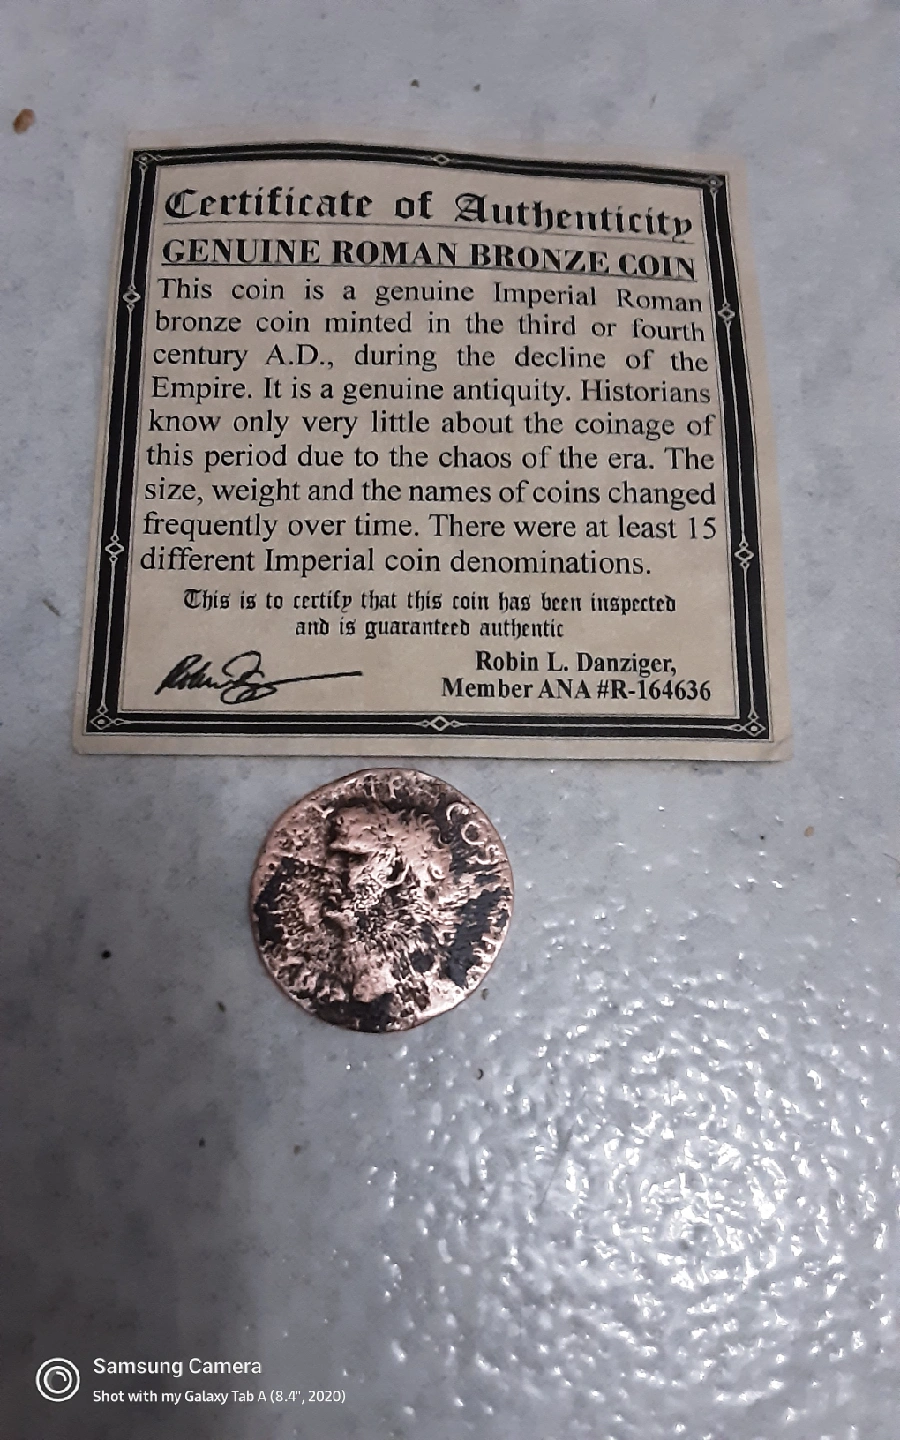 Certificate of Authenticity
GENUINE ROMAN BRONZE COIN
This coin is a genuine Imperial Roman
bronze coin minted in the third or fourth
century A.D., during the decline of the
Empire. It is a genuine antiquity. Historians
know only very little about the coinage of
this period due to the chaos of the era. The
size, weight and the names of coins changed
frequently over time. There were at least 15
different Imperial coin denominations.
This is to certify that this coin has been inspected
and is guaranteed authentic
Robin L. Danziger,
Member ANA #R-164636
COS
Samsung Camera
Shot with my Galaxy Tab A (8.4", 2020)